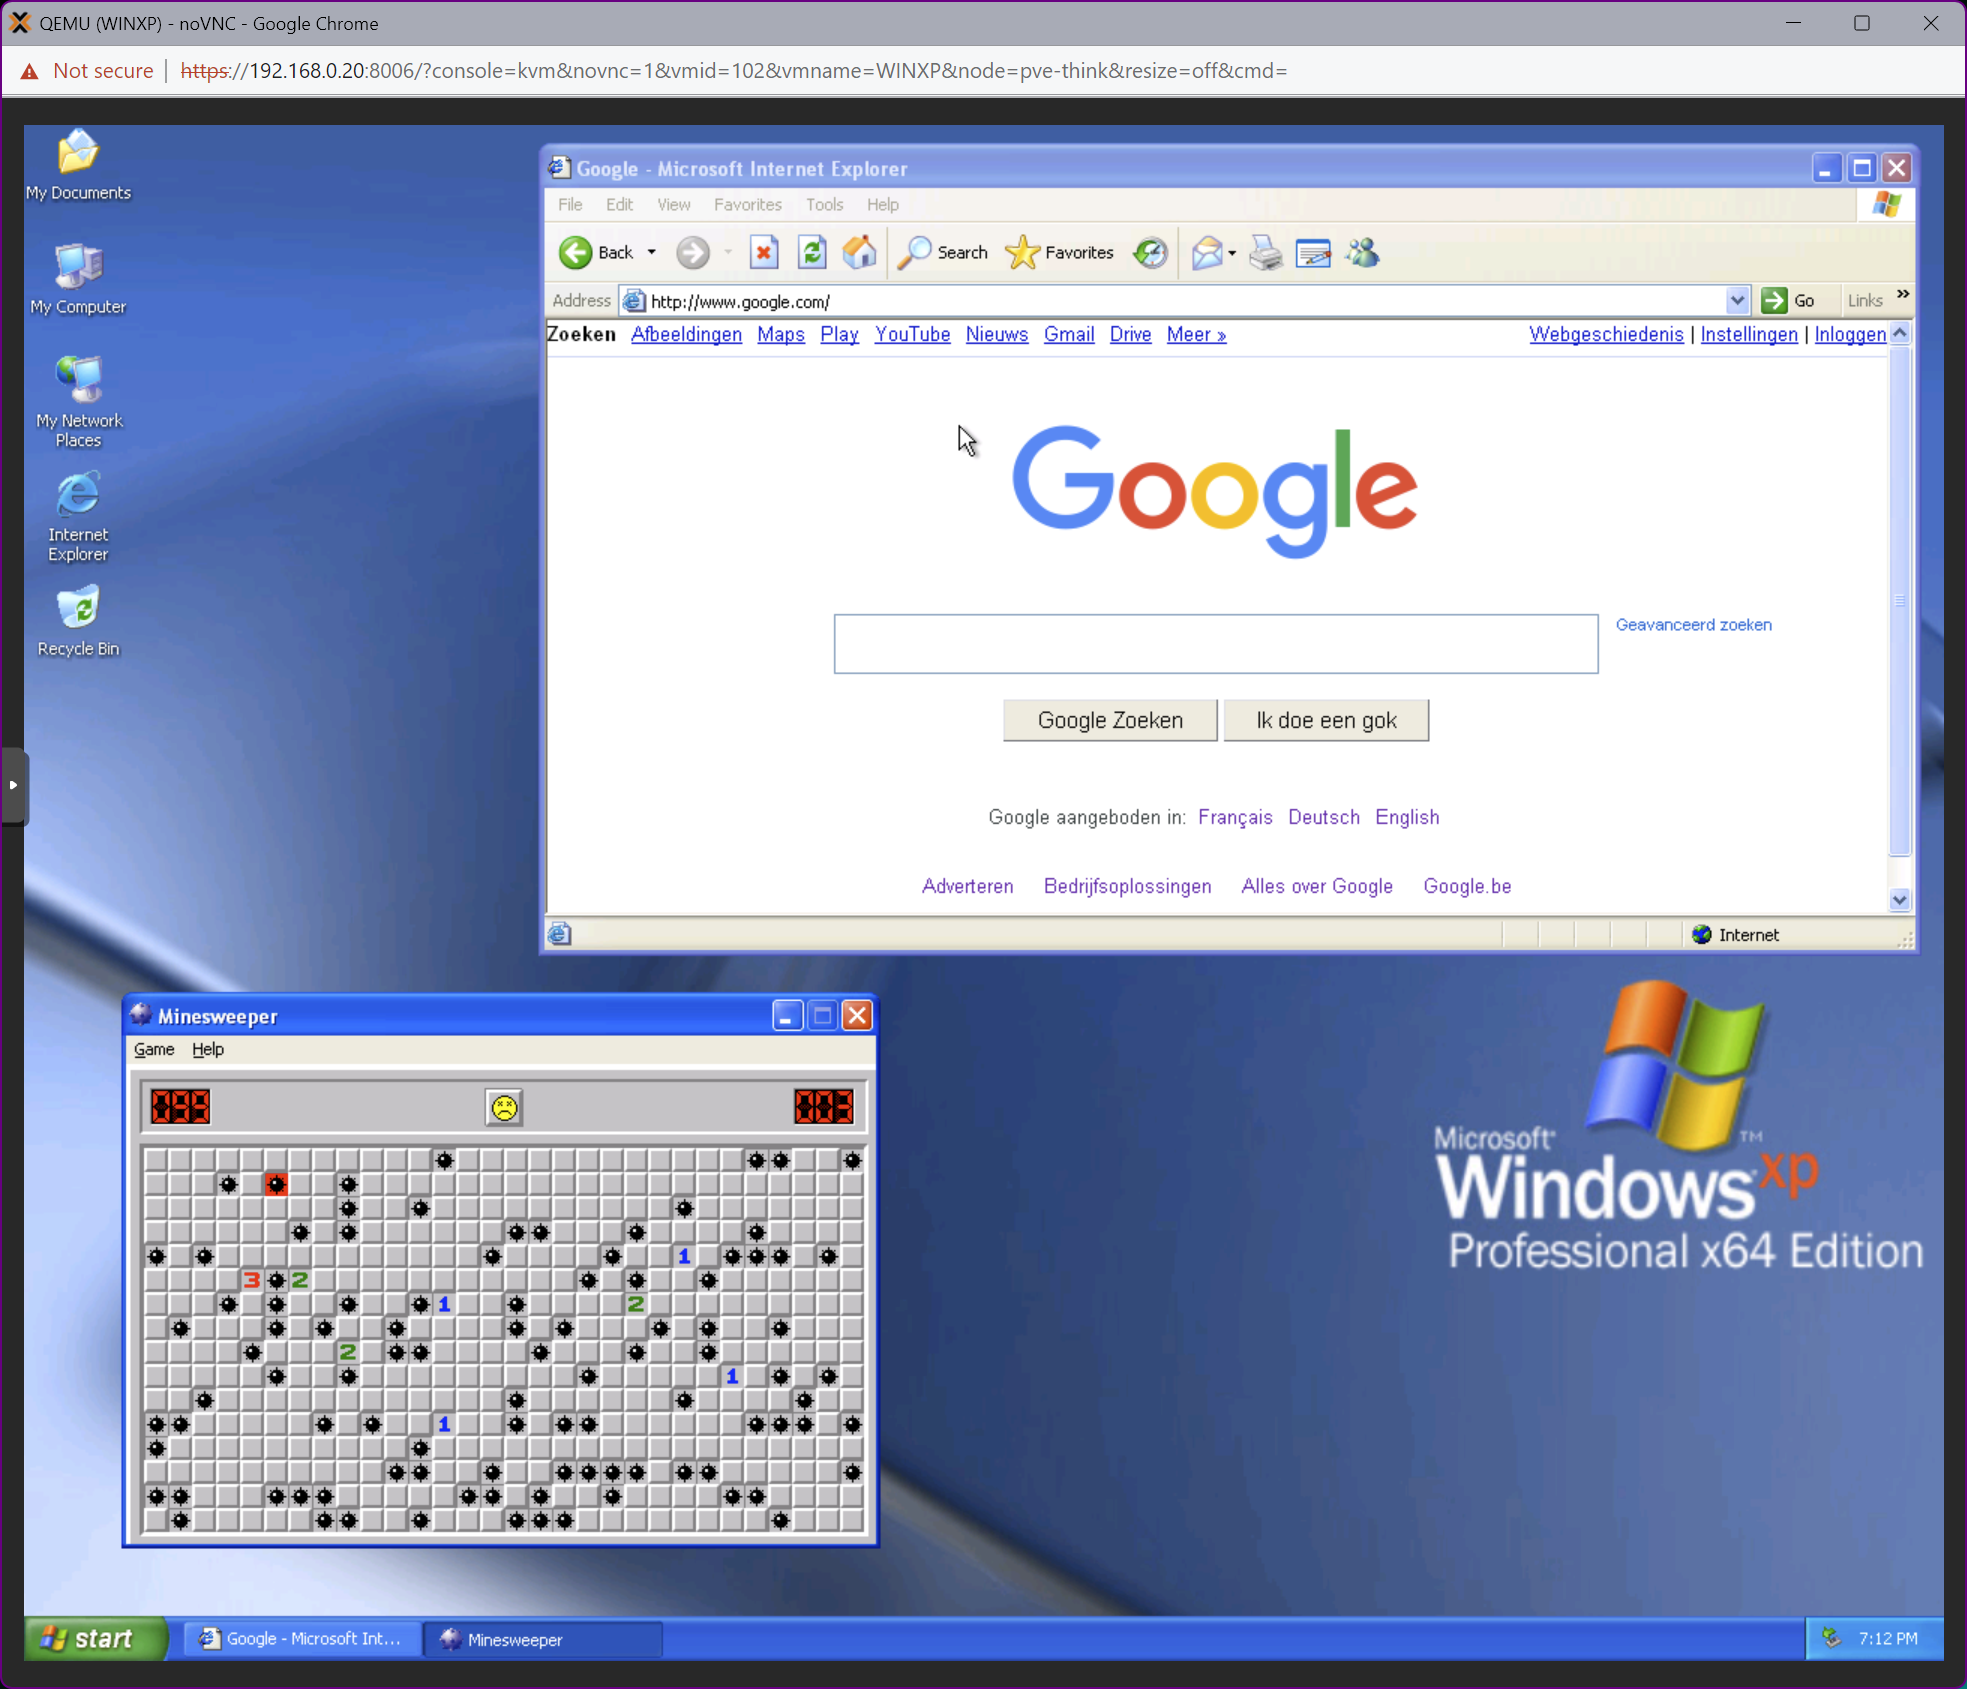 QEMU (WINXP) - noVNC - Google Chrome
Not secure https://192.168.0.20:8006/?console=kvm&novnc=1&vmid=102&vmname=WINXP&node=pve-think&resize=off&cmd=
My Documents
My Computer
My Network
Places
Internet
Explorer
Recycle Bin
Google - Microsoft Internet Explorer
File Edit View Favorites Tools Help
Back Search Favorites
Address http://www.google.com/ Go Links »
Zoeken Afbeeldingen Maps Play YouTube Nieuws Gmail Drive Meer » Webgeschiedenis | Instellingen | Inloggen
Google
Geavanceerd zoeken
Google Zoeken Ik doe een gok
Google aangeboden in: Français Deutsch English
Adverteren Bedrijfsoplossingen Alles over Google Google.be
Internet
Minesweeper
Game Help
1
3 2
1 2
2
1
1
Microsoft
Windows xp ™
Professional x64 Edition
start Google - Microsoft Int... Minesweeper 7:12 PM